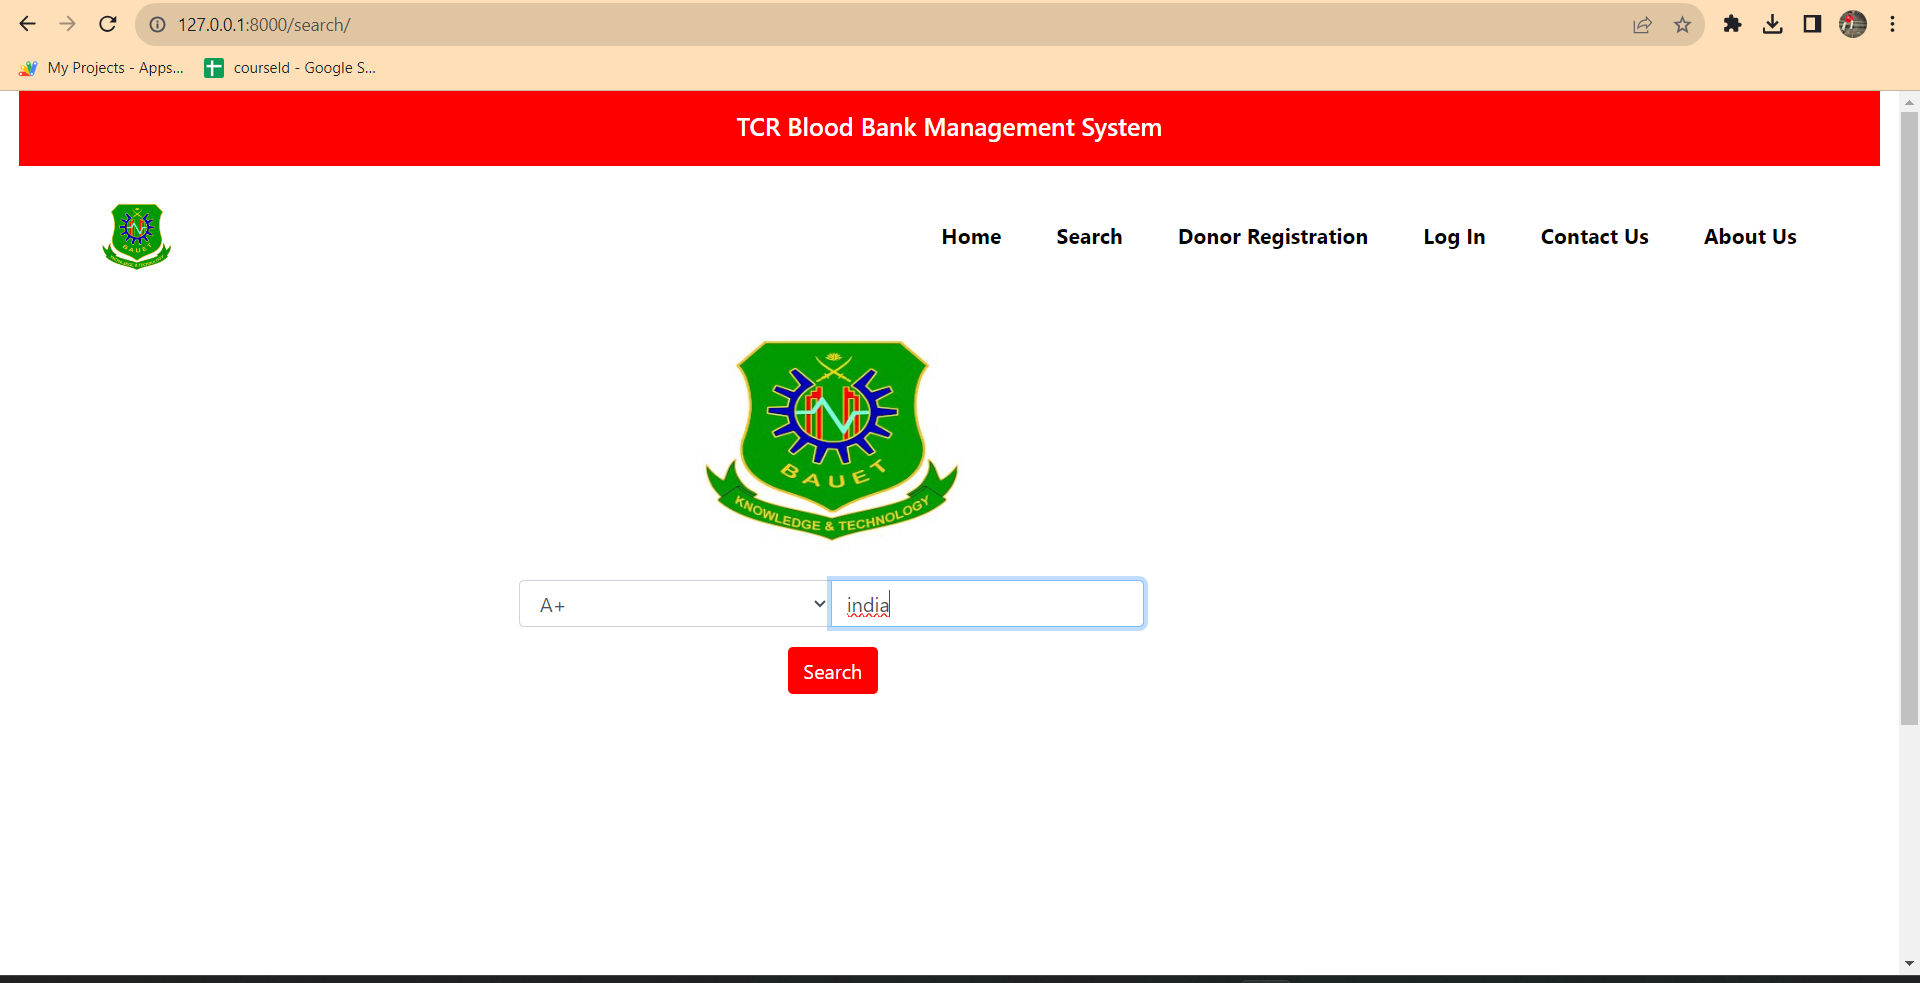 127.0.0.1:8000/search/
My Projects - Apps...
courseId - Google S...
TCR Blood Bank Management System
Home Search Donor Registration Log In Contact Us About Us
BAUET
KNOWLEDGE & TECHNOLOGY
A+ india
Search